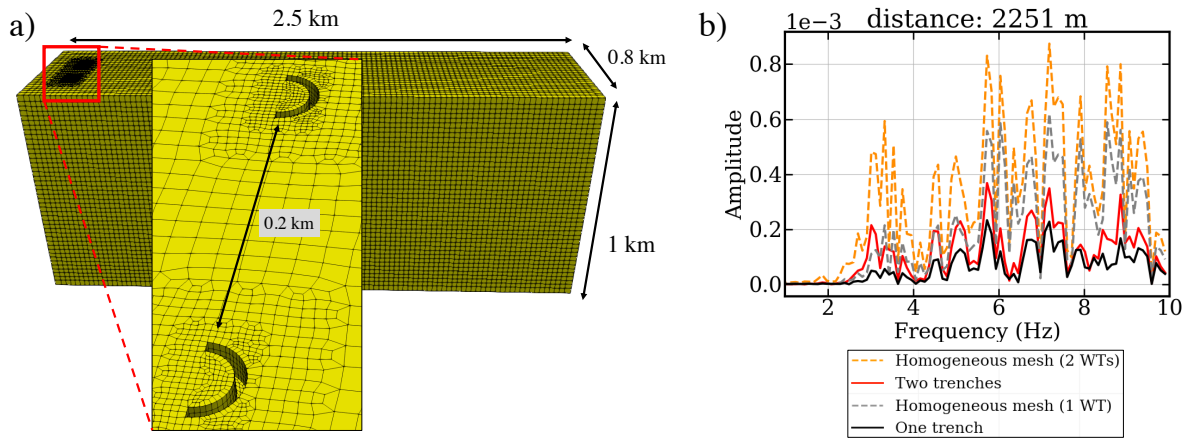 a)
2.5 km
0.8 km
0.2 km
1 km
b)
1e−3 distance: 2251 m
Amplitude
0.8
0.6
0.4
0.2
0.0
2 4 6 8 10
Frequency (Hz)
Homogeneous mesh (2 WTs)
Two trenches
Homogeneous mesh (1 WT)
One trench